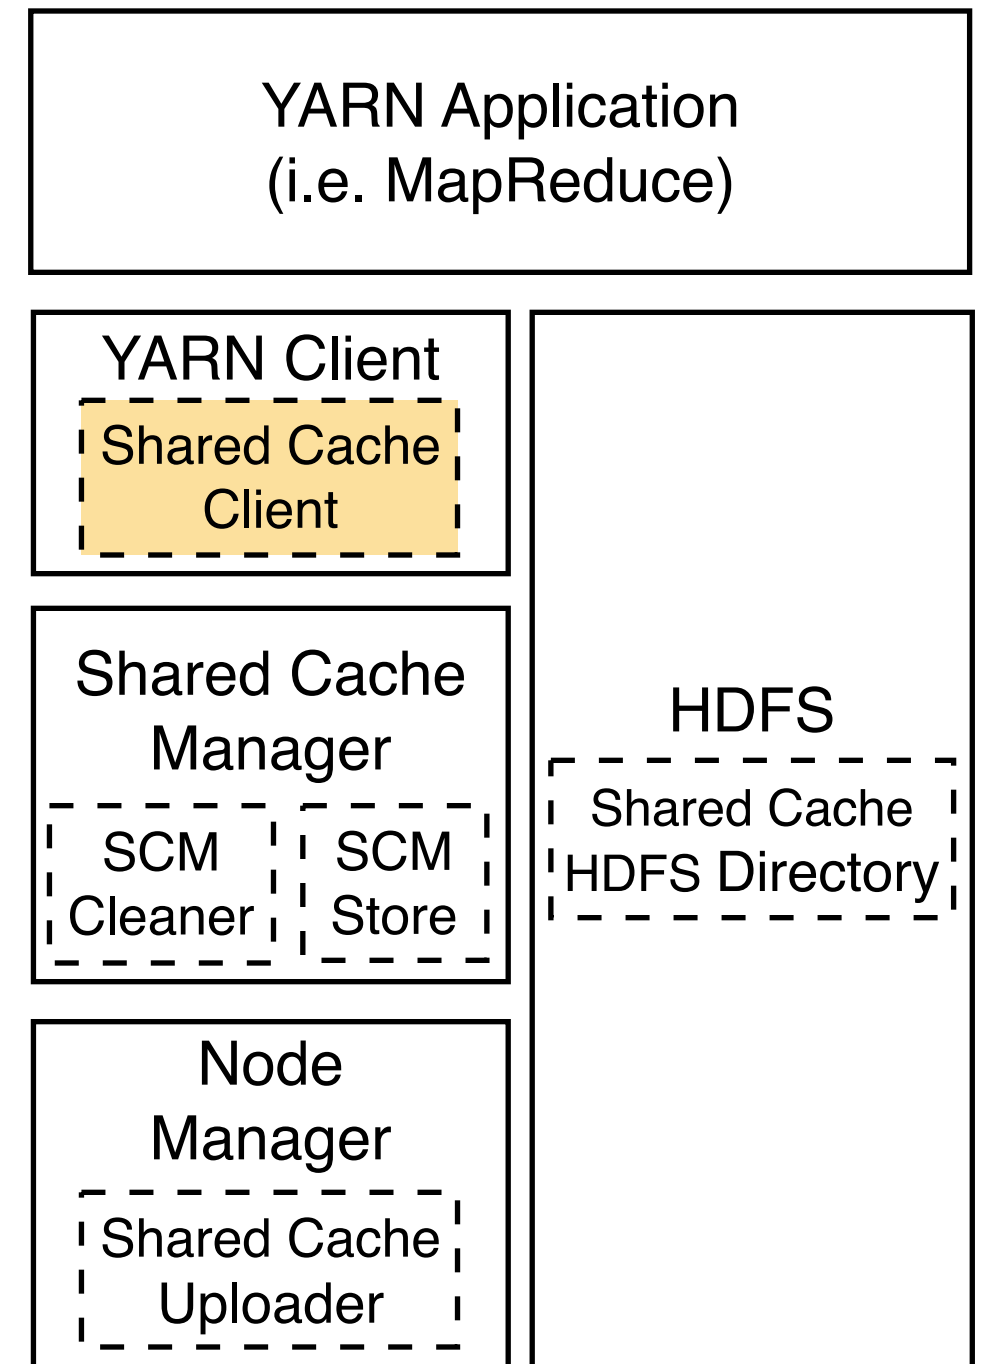 YARN Application
(i.e. MapReduce)
YARN Client
Shared Cache
Client
Shared Cache
Manager
SCM
Cleaner
SCM
Store
Node
Manager
Shared Cache
Uploader
HDFS
Shared Cache
HDFS Directory